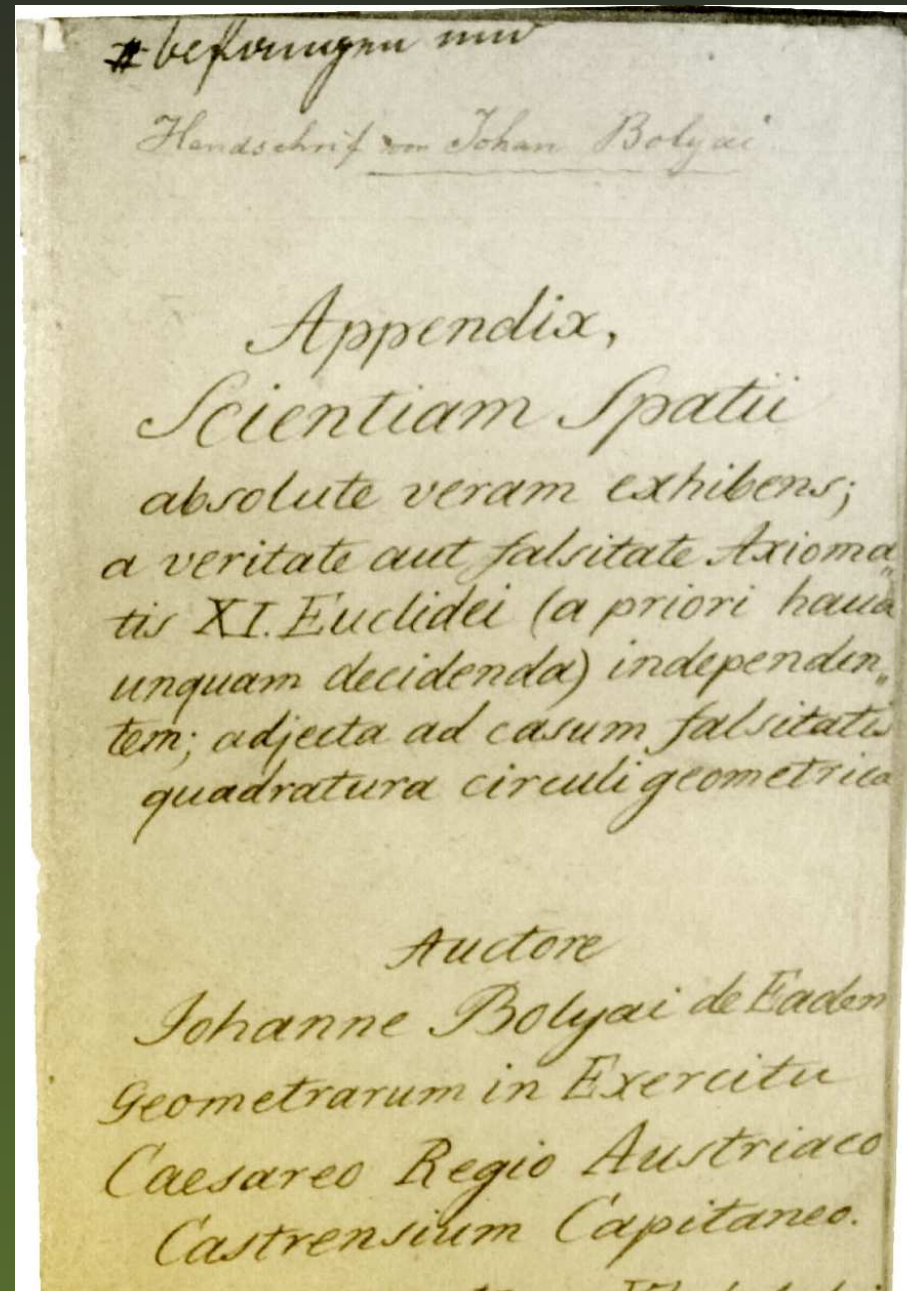 Handschrif von Johan Bolyai
Appendix,
Scientiam Spatii
absolute veram exhibens;
a veritate aut falsitate Axioma„
tis XI. Euclidei (a priori haud
unquam decidenda) independen„
tem; adjecta ad casum falsitatis
quadratura circuli geometrica
Auctore
Johanne Bolyai de Eadem
Geometrarum in Exercitu
Caesareo Regio Austriaco
Castrensium Capitaneo.